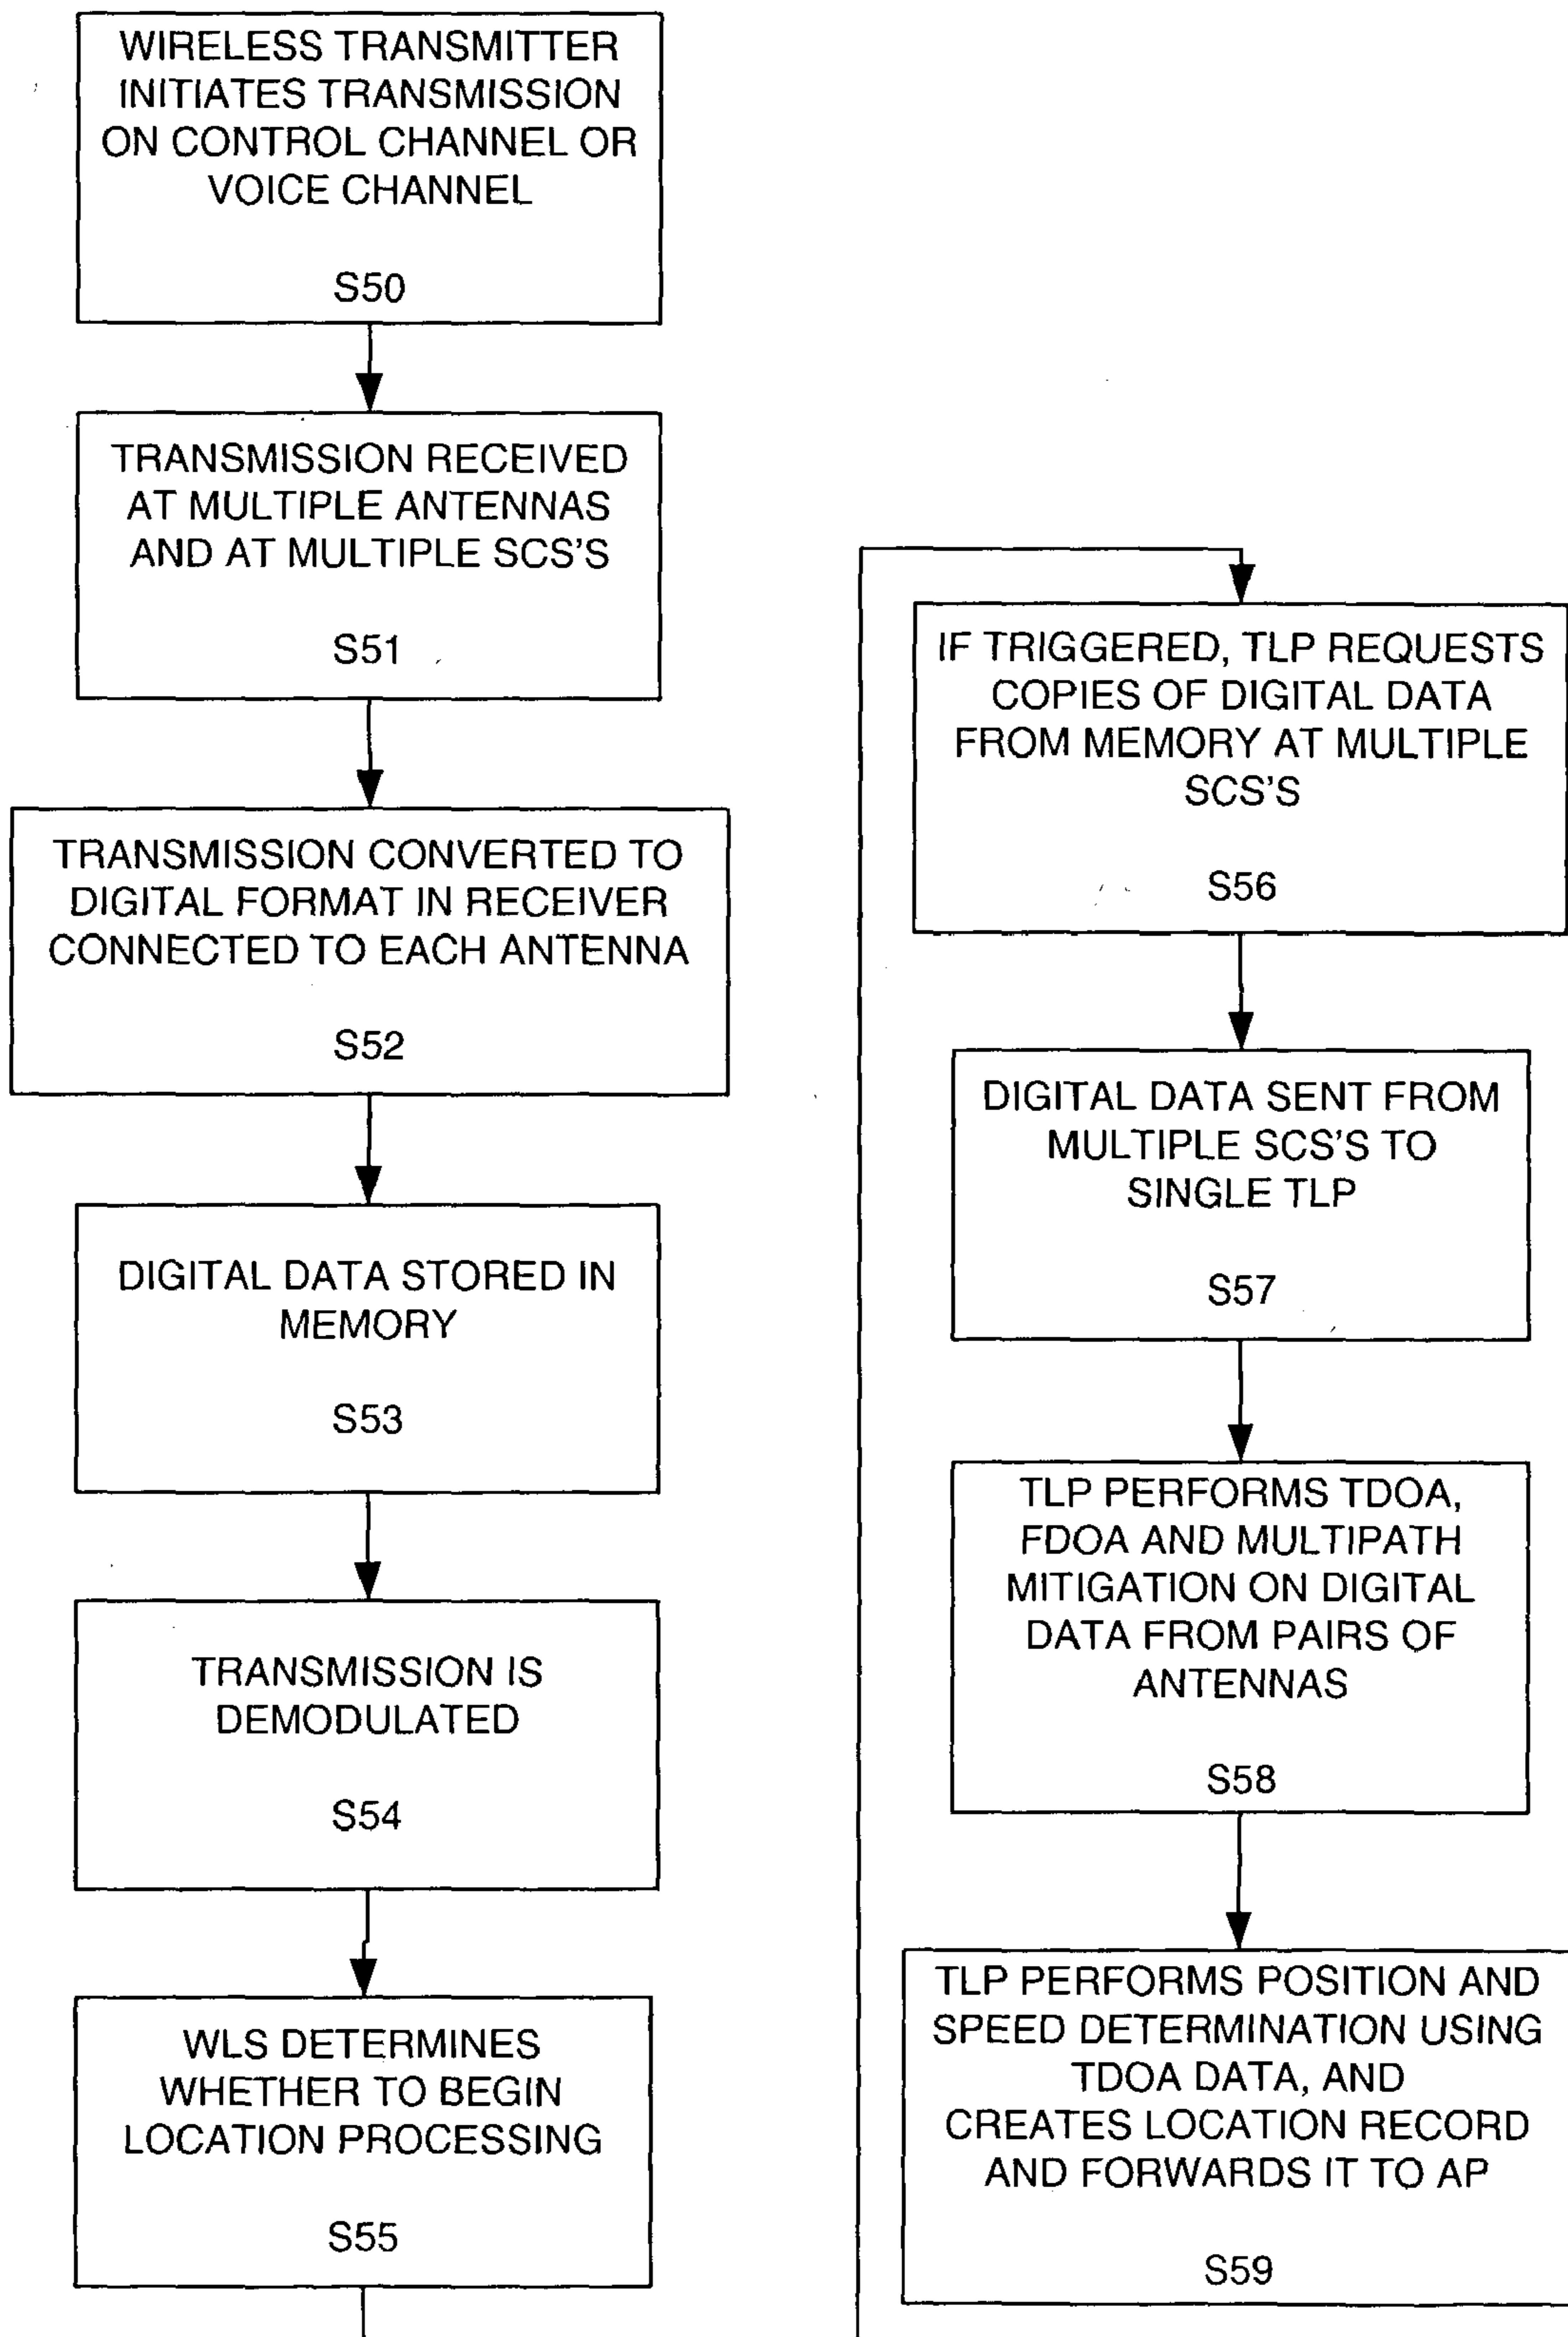 WIRELESS TRANSMITTER
INITIATES TRANSMISSION
ON CONTROL CHANNEL OR
VOICE CHANNEL
S50
TRANSMISSION RECEIVED
AT MULTIPLE ANTENNAS
AND AT MULTIPLE SCS'S
S51
TRANSMISSION CONVERTED TO
DIGITAL FORMAT IN RECEIVER
CONNECTED TO EACH ANTENNA
S52
DIGITAL DATA STORED IN
MEMORY
S53
TRANSMISSION IS
DEMODULATED
S54
WLS DETERMINES
WHETHER TO BEGIN
LOCATION PROCESSING
S55
IF TRIGGERED, TLP REQUESTS
COPIES OF DIGITAL DATA
FROM MEMORY AT MULTIPLE
SCS'S
S56
DIGITAL DATA SENT FROM
MULTIPLE SCS'S TO
SINGLE TLP
S57
TLP PERFORMS TDOA,
FDOA AND MULTIPATH
MITIGATION ON DIGITAL
DATA FROM PAIRS OF
ANTENNAS
S58
TLP PERFORMS POSITION AND
SPEED DETERMINATION USING
TDOA DATA, AND
CREATES LOCATION RECORD
AND FORWARDS IT TO AP
S59